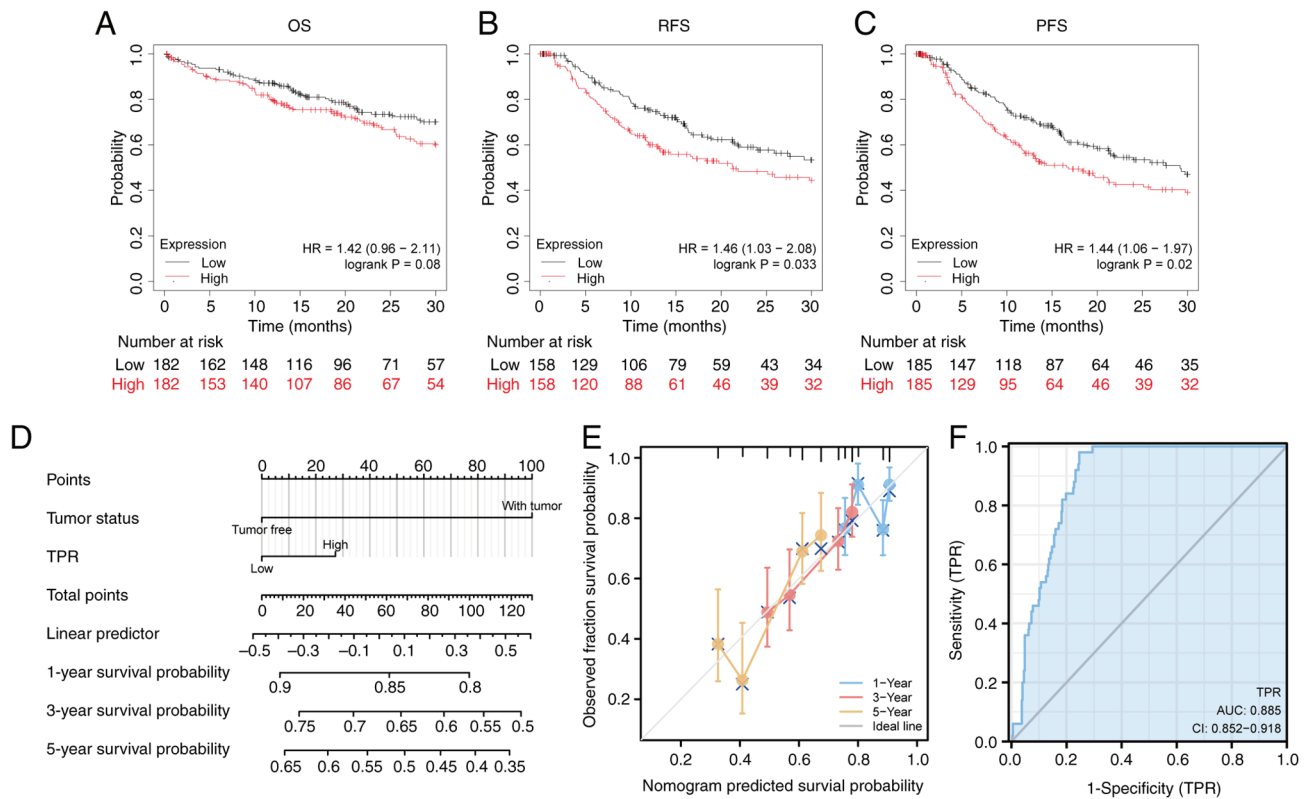 A OS
1.0
0.8
0.6
0.4
0.2
0.0
Probability
Expression
Low
High
HR = 1.42 (0.96 − 2.11)
logrank P = 0.08
0 5 10 15 20 25 30
Time (months)
Number at risk
Low 182 162 148 116 96 71 57
High 182 153 140 107 86 67 54
B RFS
1.0
0.8
0.6
0.4
0.2
0.0
Probability
Expression
Low
High
HR = 1.46 (1.03 − 2.08)
logrank P = 0.033
0 5 10 15 20 25 30
Time (months)
Number at risk
Low 158 129 106 79 59 43 34
High 158 120 88 61 46 39 32
C PFS
1.0
0.8
0.6
0.4
0.2
0.0
Probability
Expression
Low
High
HR = 1.44 (1.06 − 1.97)
logrank P = 0.02
0 5 10 15 20 25 30
Time (months)
Number at risk
Low 185 147 118 87 64 46 35
High 185 129 95 64 46 39 32
D
0 20 40 60 80 100
Points
With tumor
Tumor status
Tumor free
High
TPR
Low
Total points
0 20 40 60 80 100 120
Linear predictor
−0.5 −0.3 −0.1 0.1 0.3 0.5
1-year survival probability
0.9 0.85 0.8
3-year survival probability
0.75 0.7 0.65 0.6 0.55 0.5
5-year survival probability
0.65 0.6 0.55 0.5 0.45 0.4 0.35
E
1.0
0.8
0.6
0.4
0.2
Observed fraction survival probability
1−Year
3−Year
5−Year
Ideal line
0.2 0.4 0.6 0.8 1.0
Nomogram predicted survial probability
F
1.0
0.8
0.6
0.4
0.2
0.0
Sensitivity (TPR)
TPR
AUC: 0.885
CI: 0.852−0.918
0.0 0.2 0.4 0.6 0.8 1.0
1-Specificity (TPR)